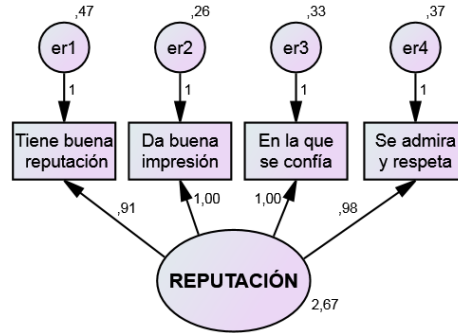 ,47 ,26 ,33 ,37
er1 er2 er3 er4
1 1 1 1
Tiene buena Da buena En la que Se admira
reputación impresión se confía y respeta
,91 1,00 1,00 ,98
REPUTACIÓN
2,67